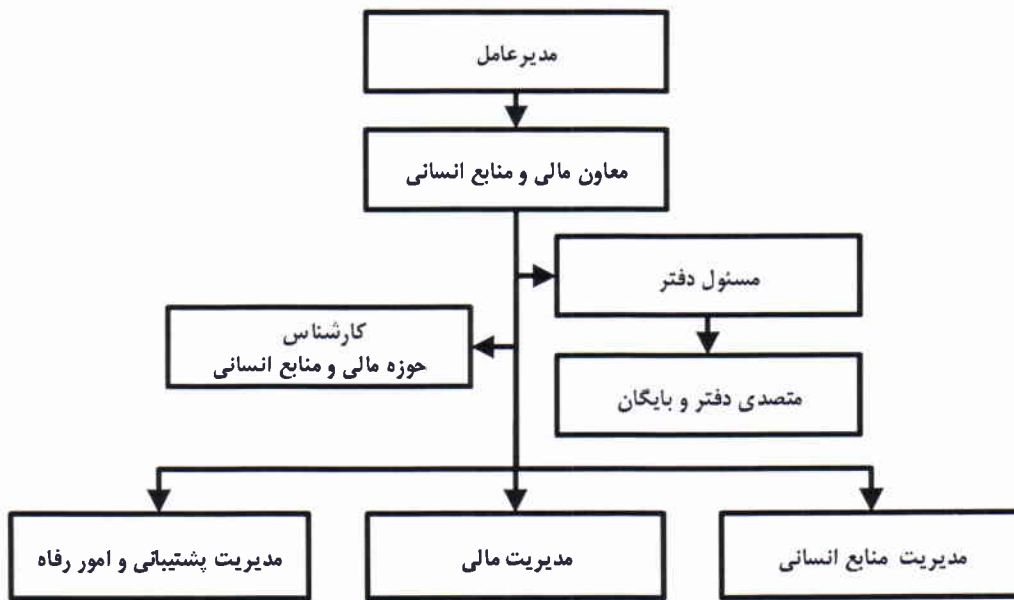 مدیرعامل
معاون مالی و منابع انسانی
مسئول دفتر
کارشناس
حوزه مالی و منابع انسانی
متصدی دفتر و بایگان
مدیریت منابع انسانی
مدیریت مالی
مدیریت پشتیبانی و امور رفاه